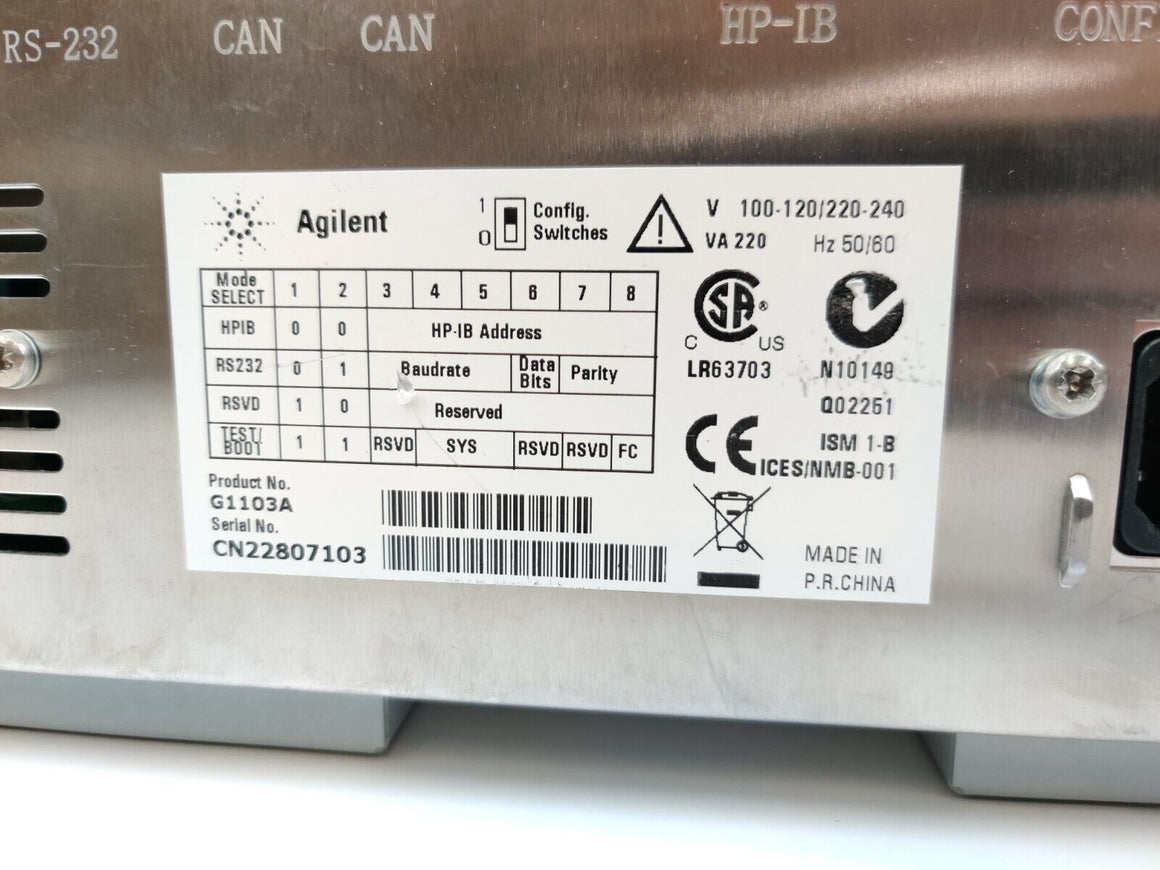 RS-232 CAN CAN HP-IB CONF
Agilent
1
0
Config.
Switches
V 100-120/220-240
VA 220 Hz 50/60
Mode SELECT 1 2 3 4 5 6 7 8
HPIB 0 0 HP-IB Address
RS232 0 1 Baudrate Data Bits Parity
RSVD 1 0 Reserved
TEST/BOOT 1 1 RSVD SYS RSVD RSVD FC
SA ®
C US
LR63703 N10149
Q02261
CE ISM 1-B
ICES/NMB-001
Product No.
G1103A
Serial No.
CN22807103
MADE IN
P.R.CHINA